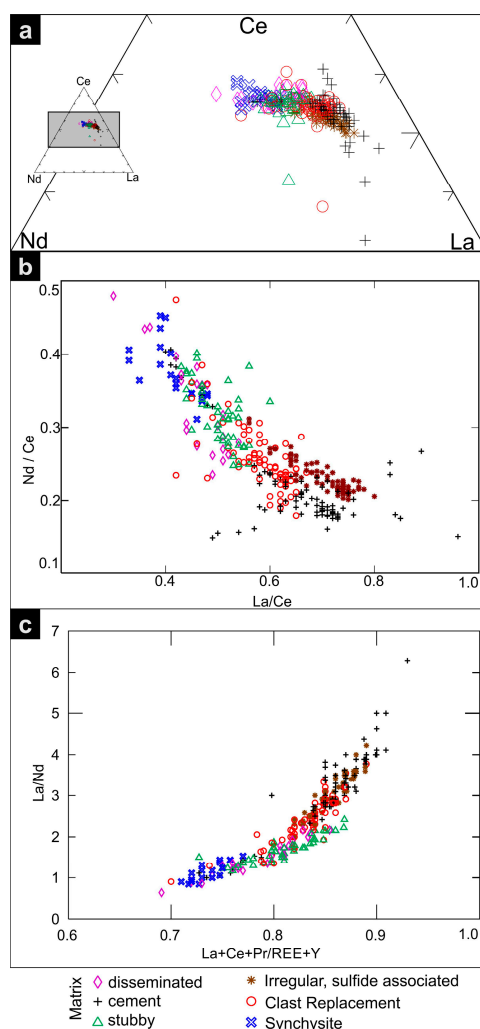 a
Ce
Ce
Nd
La
Nd
La
b
0.5
0.4
0.3
0.2
0.1
Nd / Ce
0.4
0.6
0.8
1.0
La/Ce
c
7
6
5
4
3
2
1
0
La/Nd
0.6
0.7
0.8
0.9
1.0
La+Ce+Pr/REE+Y
Matrix
disseminated
cement
stubby
Irregular, sulfide associated
Clast Replacement
Synchysite